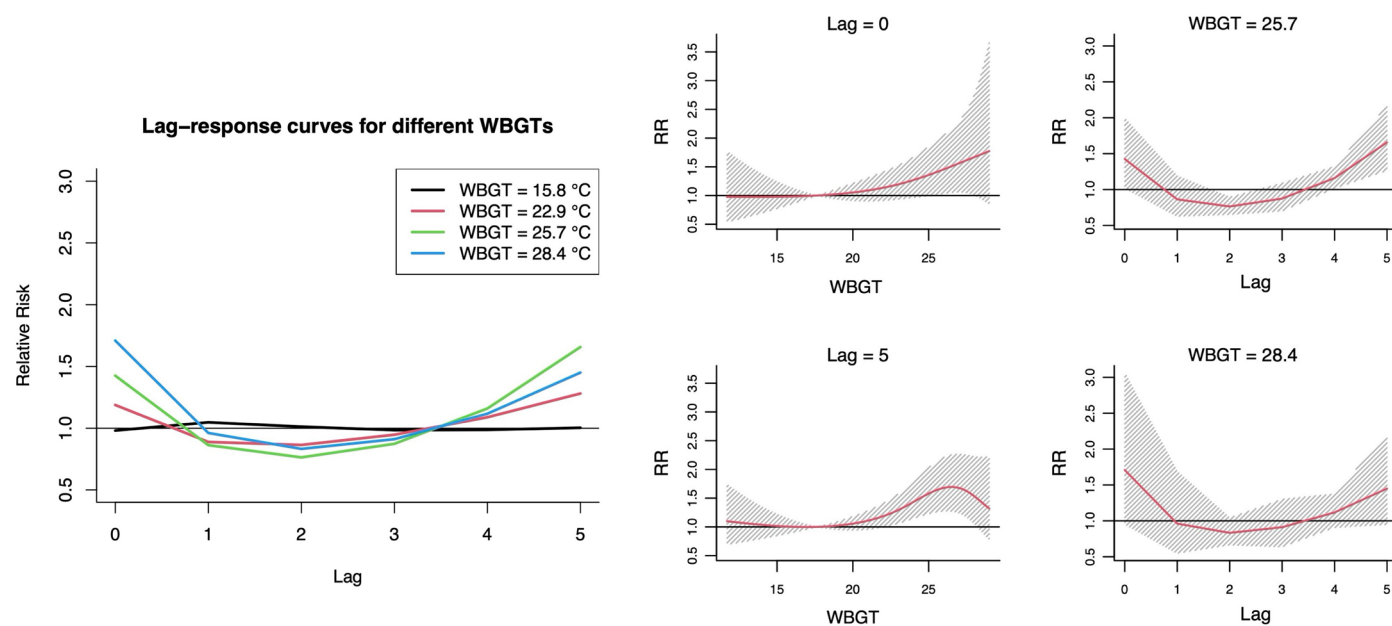 Lag–response curves for different WBGTs
Relative Risk
3.0
2.5
2.0
1.5
1.0
0.5
WBGT = 15.8 °C
WBGT = 22.9 °C
WBGT = 25.7 °C
WBGT = 28.4 °C
0 1 2 3 4 5
Lag
Lag = 0
RR
3.5
3.0
2.5
2.0
1.5
1.0
0.5
15 20 25
WBGT
WBGT = 25.7
RR
3.0
2.5
2.0
1.5
1.0
0.5
0 1 2 3 4 5
Lag
Lag = 5
RR
3.5
3.0
2.5
2.0
1.5
1.0
0.5
15 20 25
WBGT
WBGT = 28.4
RR
3.0
2.5
2.0
1.5
1.0
0.5
0 1 2 3 4 5
Lag